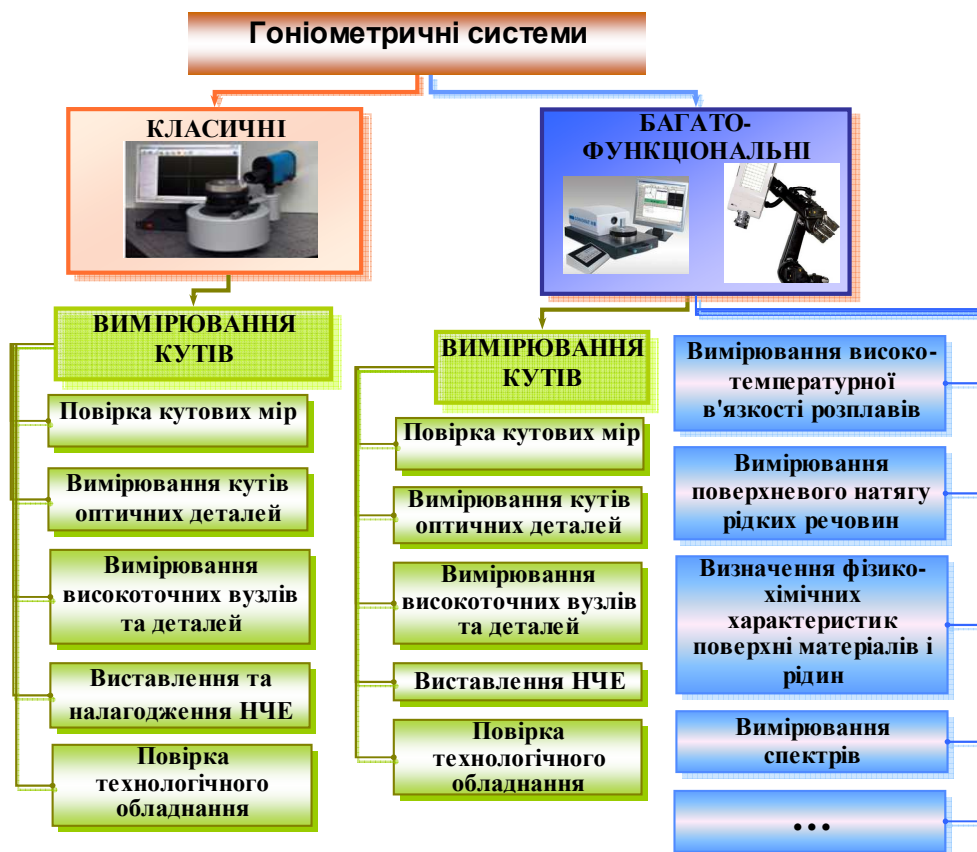 Гоніометричні системи
КЛАСИЧНІ
БАГАТО-
ФУНКЦІОНАЛЬНІ
ВИМІРЮВАННЯ
КУТІВ
Повірка кутових мір
Вимірювання кутів
оптичних деталей
Вимірювання
високоточних вузлів
та деталей
Виставлення та
налагодження НЧЕ
Повірка
технологічного
обладнання
ВИМІРЮВАННЯ
КУТІВ
Повірка кутових мір
Вимірювання кутів
оптичних деталей
Вимірювання
високоточних вузлів
та деталей
Виставлення НЧЕ
Повірка
технологічного
обладнання
Вимірювання високо-
температурної
в'язкості розплавів
Вимірювання
поверхневого натягу
рідких речовин
Визначення фізико-
хімічних
характеристик
поверхні матеріалів і
рідин
Вимірювання
спектрів
...